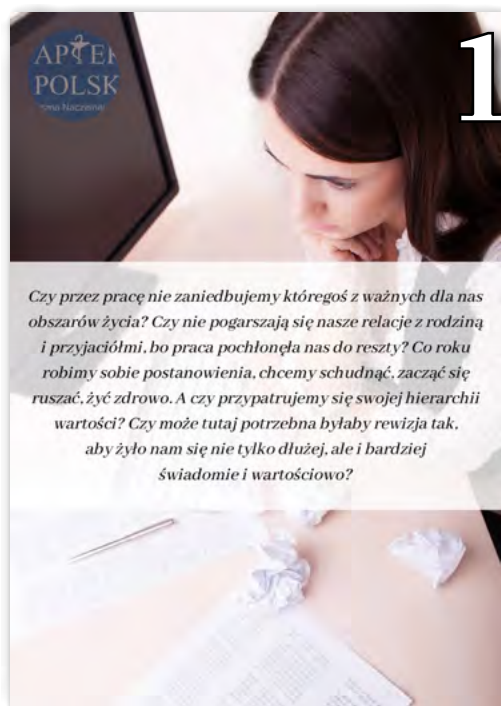 APTEK
POLSK
1
Czy przez pracę nie zaniedbujemy któregoś z ważnych dla nas
obszarów życia? Czy nie pogarszają się nasze relacje z rodziną
i przyjaciółmi, bo praca pochłonęła nas do reszty? Co roku
robimy sobie postanowienia, chcemy schudnąć, zacząć się
ruszać, żyć zdrowo. A czy przypatrujemy się swojej hierarchii
wartości? Czy może tutaj potrzebna byłaby rewizja tak,
aby żyło nam się nie tylko dłużej, ale i bardziej
świadomie i wartościowo?